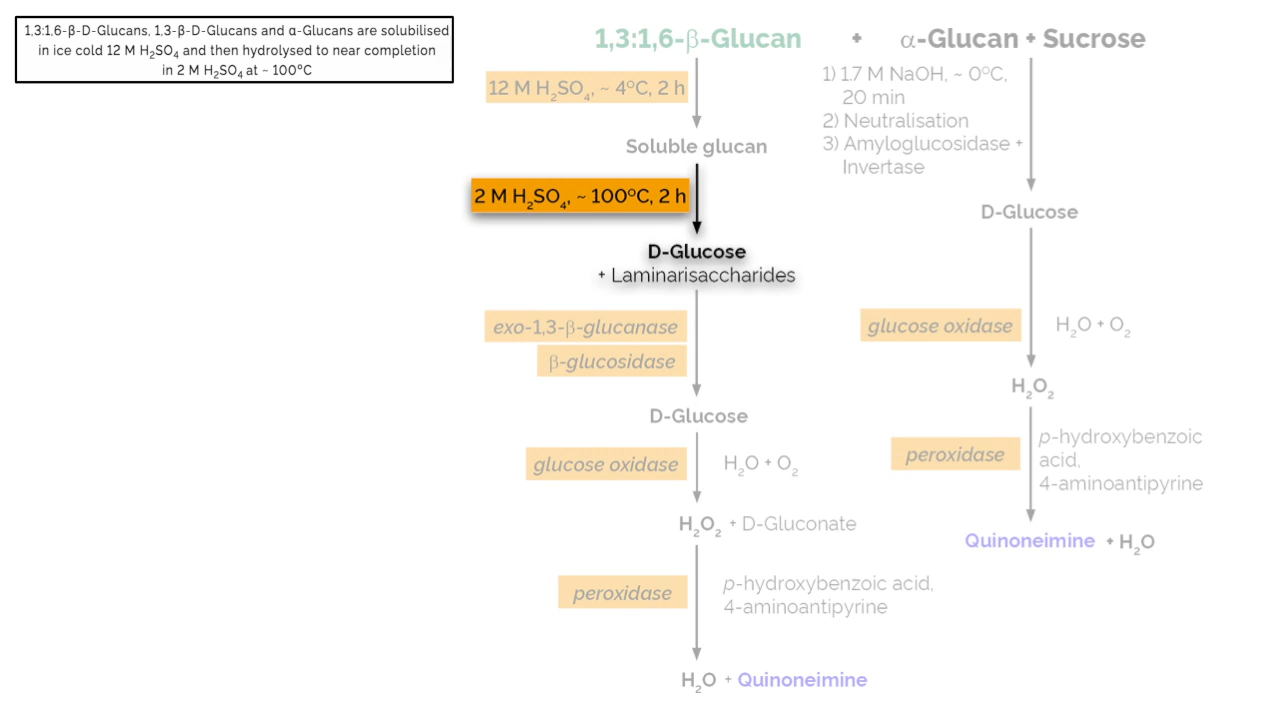 1,3:1,6-β-D-Glucans, 1,3-β-D-Glucans and α-Glucans are solubilised
in ice cold 12 M H₂SO₄ and then hydrolysed to near completion
in 2 M H₂SO₄ at ~ 100°C
1,3:1,6-β-Glucan + α-Glucan + Sucrose
12 M H₂SO₄, ~ 4°C, 2 h
Soluble glucan
2 M H₂SO₄, ~ 100°C, 2 h
D-Glucose
+ Laminarisaccharides
exo-1,3-β-glucanase
β-glucosidase
D-Glucose
glucose oxidase
H₂O + O₂
H₂O₂ + D-Gluconate
peroxidase
p-hydroxybenzoic acid,
4-aminoantipyrine
H₂O + Quinoneimine
1) 1.7 M NaOH, ~ 0°C,
20 min
2) Neutralisation
3) Amyloglucosidase +
Invertase
D-Glucose
glucose oxidase
H₂O + O₂
H₂O₂
peroxidase
p-hydroxybenzoic
acid,
4-aminoantipyrine
Quinoneimine + H₂O